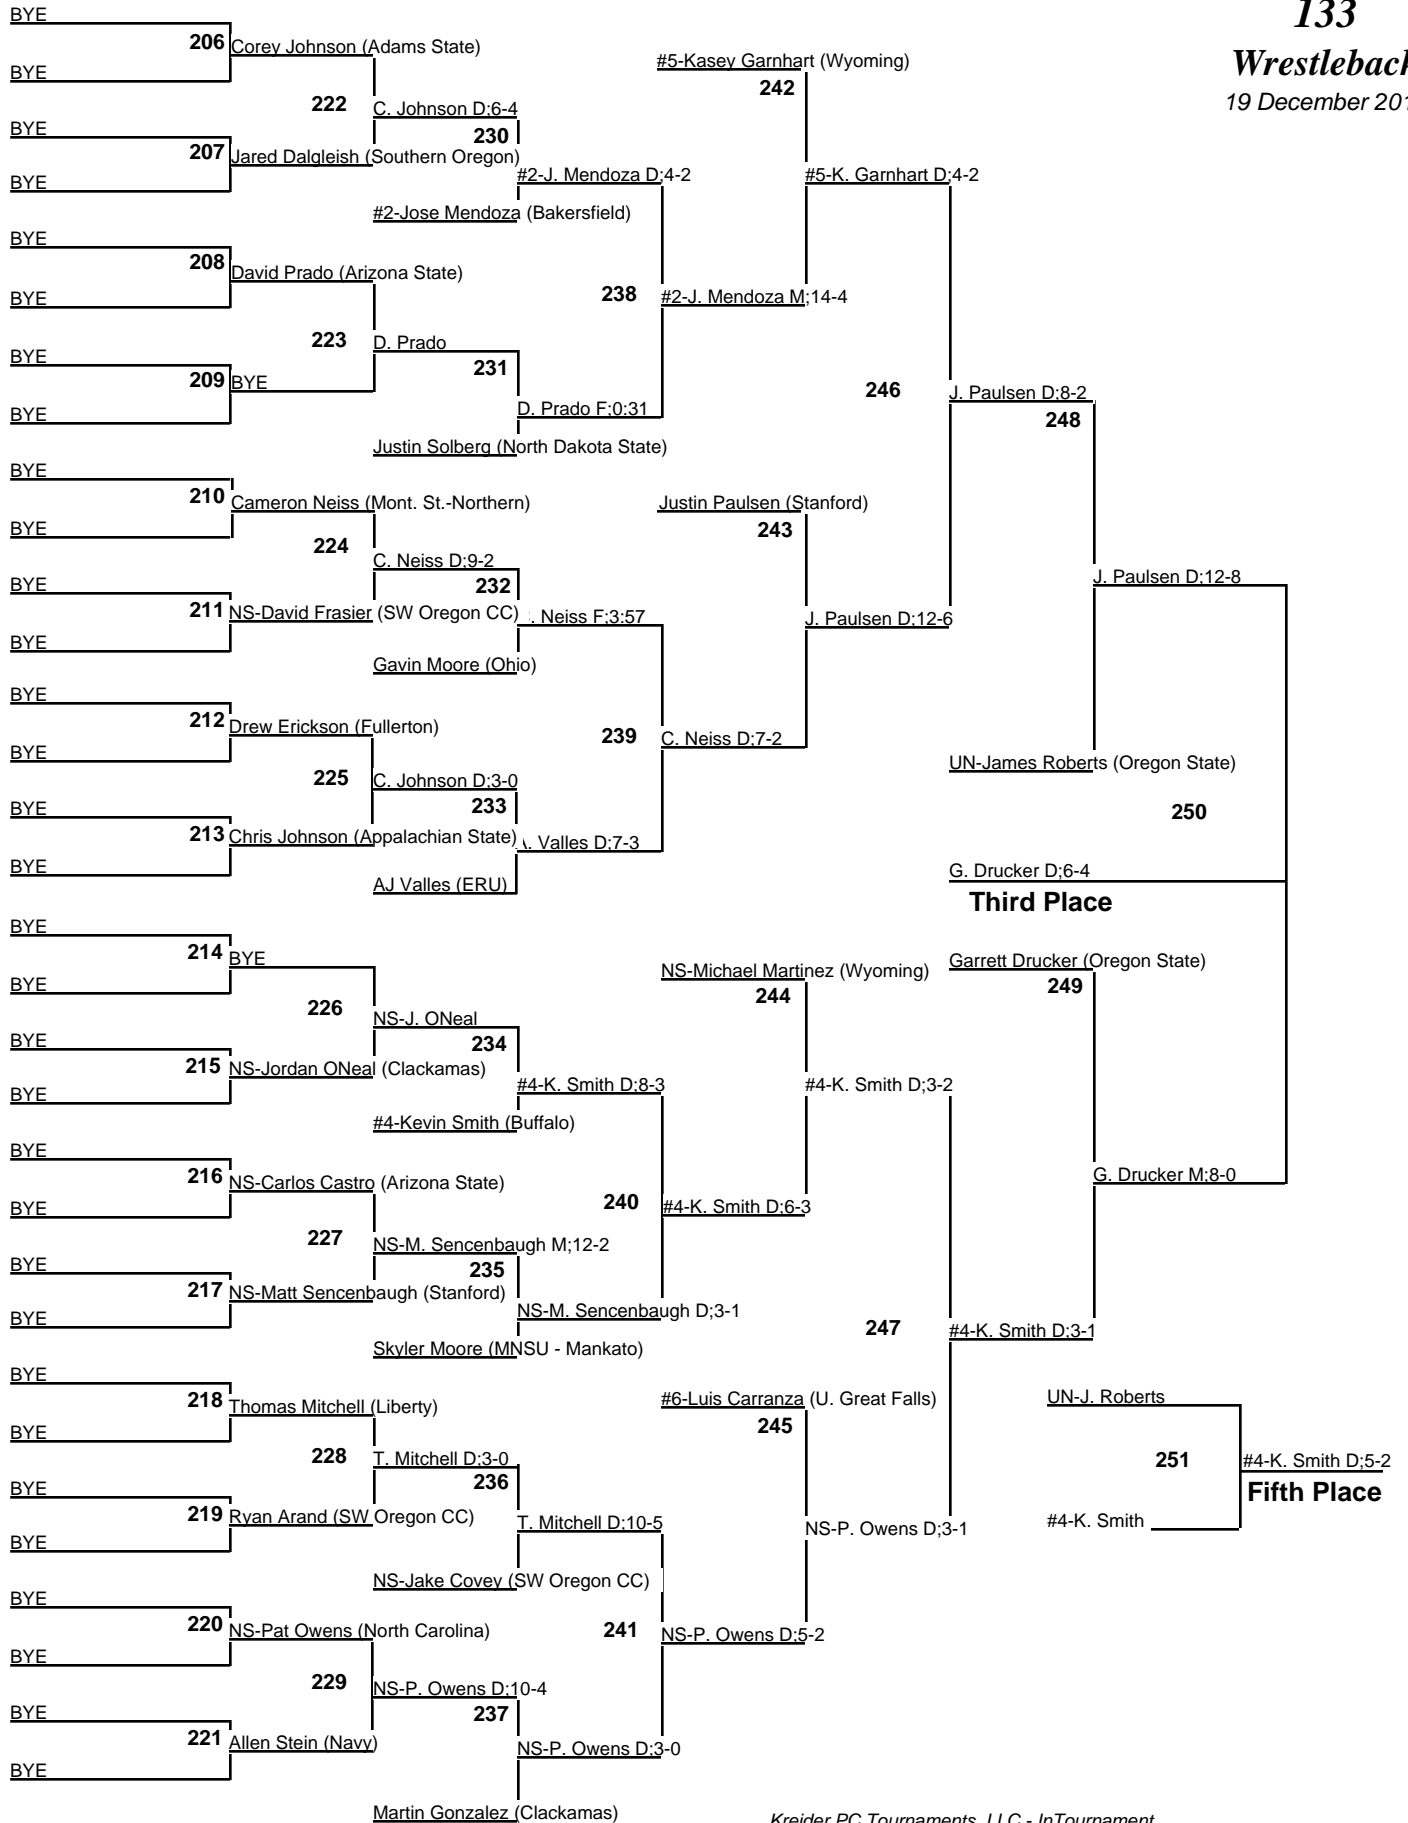 133
Wrestleback
19 December 201
BYE
206 Corey Johnson (Adams State)
BYE
#5-Kasey Garnhart (Wyoming)
242
222 C. Johnson D;6-4
230
BYE
207 Jared Dalgleish (Southern Oregon)
BYE
#2-J. Mendoza D;4-2
#5-K. Garnhart D;4-2
#2-Jose Mendoza (Bakersfield)
BYE
208 David Prado (Arizona State)
BYE
238 #2-J. Mendoza M;14-4
223 D. Prado
231
BYE
209 BYE
BYE
246 J. Paulsen D;8-2
248
D. Prado F;0:31
Justin Solberg (North Dakota State)
BYE
210 Cameron Neiss (Mont. St.-Northern)
BYE
Justin Paulsen (Stanford)
243
224 C. Neiss D;9-2
232
BYE
211 NS-David Frasier (SW Oregon CC)
BYE
. Neiss F;3:57
J. Paulsen D;12-6
J. Paulsen D;12-8
Gavin Moore (Ohio)
BYE
212 Drew Erickson (Fullerton)
BYE
239 C. Neiss D;7-2
225 C. Johnson D;3-0
233
UN-James Roberts (Oregon State)
250
BYE
213 Chris Johnson (Appalachian State)
BYE
. Valles D;7-3
AJ Valles (ERU)
G. Drucker D;6-4
Third Place
BYE
214 BYE
BYE
NS-Michael Martinez (Wyoming)
244
Garrett Drucker (Oregon State)
249
226 NS-J. ONeal
234
BYE
215 NS-Jordan ONeal (Clackamas)
BYE
#4-K. Smith D;8-3
#4-K. Smith D;3-2
#4-Kevin Smith (Buffalo)
BYE
216 NS-Carlos Castro (Arizona State)
BYE
240 #4-K. Smith D;6-3
G. Drucker M;8-0
227 NS-M. Sencenbaugh M;12-2
235
BYE
217 NS-Matt Sencenbaugh (Stanford)
BYE
NS-M. Sencenbaugh D;3-1
247 #4-K. Smith D;3-1
Skyler Moore (MNSU - Mankato)
BYE
218 Thomas Mitchell (Liberty)
BYE
#6-Luis Carranza (U. Great Falls)
245
UN-J. Roberts
228 T. Mitchell D;3-0
236
251 #4-K. Smith D;5-2
Fifth Place
BYE
219 Ryan Arand (SW Oregon CC)
BYE
T. Mitchell D;10-5
NS-P. Owens D;3-1
#4-K. Smith
NS-Jake Covey (SW Oregon CC)
BYE
220 NS-Pat Owens (North Carolina)
BYE
241 NS-P. Owens D;5-2
229 NS-P. Owens D;10-4
237
BYE
221 Allen Stein (Navy)
BYE
NS-P. Owens D;3-0
Martin Gonzalez (Clackamas)
Kreider PC Tournaments, LLC - InTournament